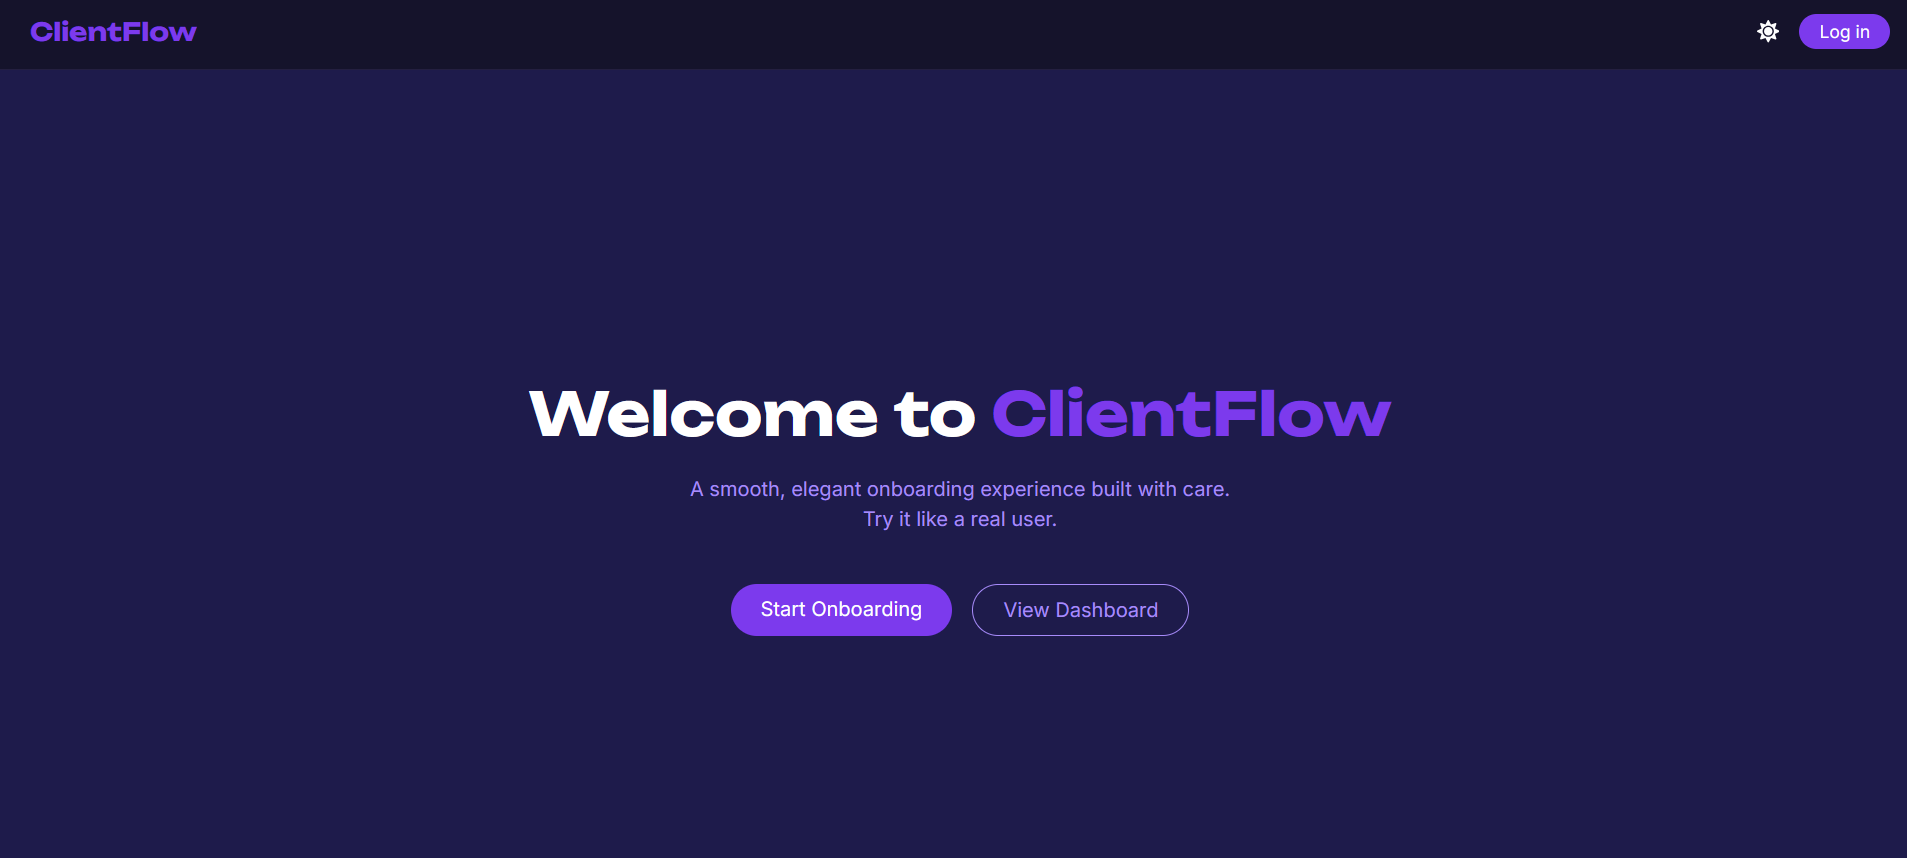 ClientFlow
Log in
Welcome to ClientFlow
A smooth, elegant onboarding experience built with care.
Try it like a real user.
Start Onboarding
View Dashboard